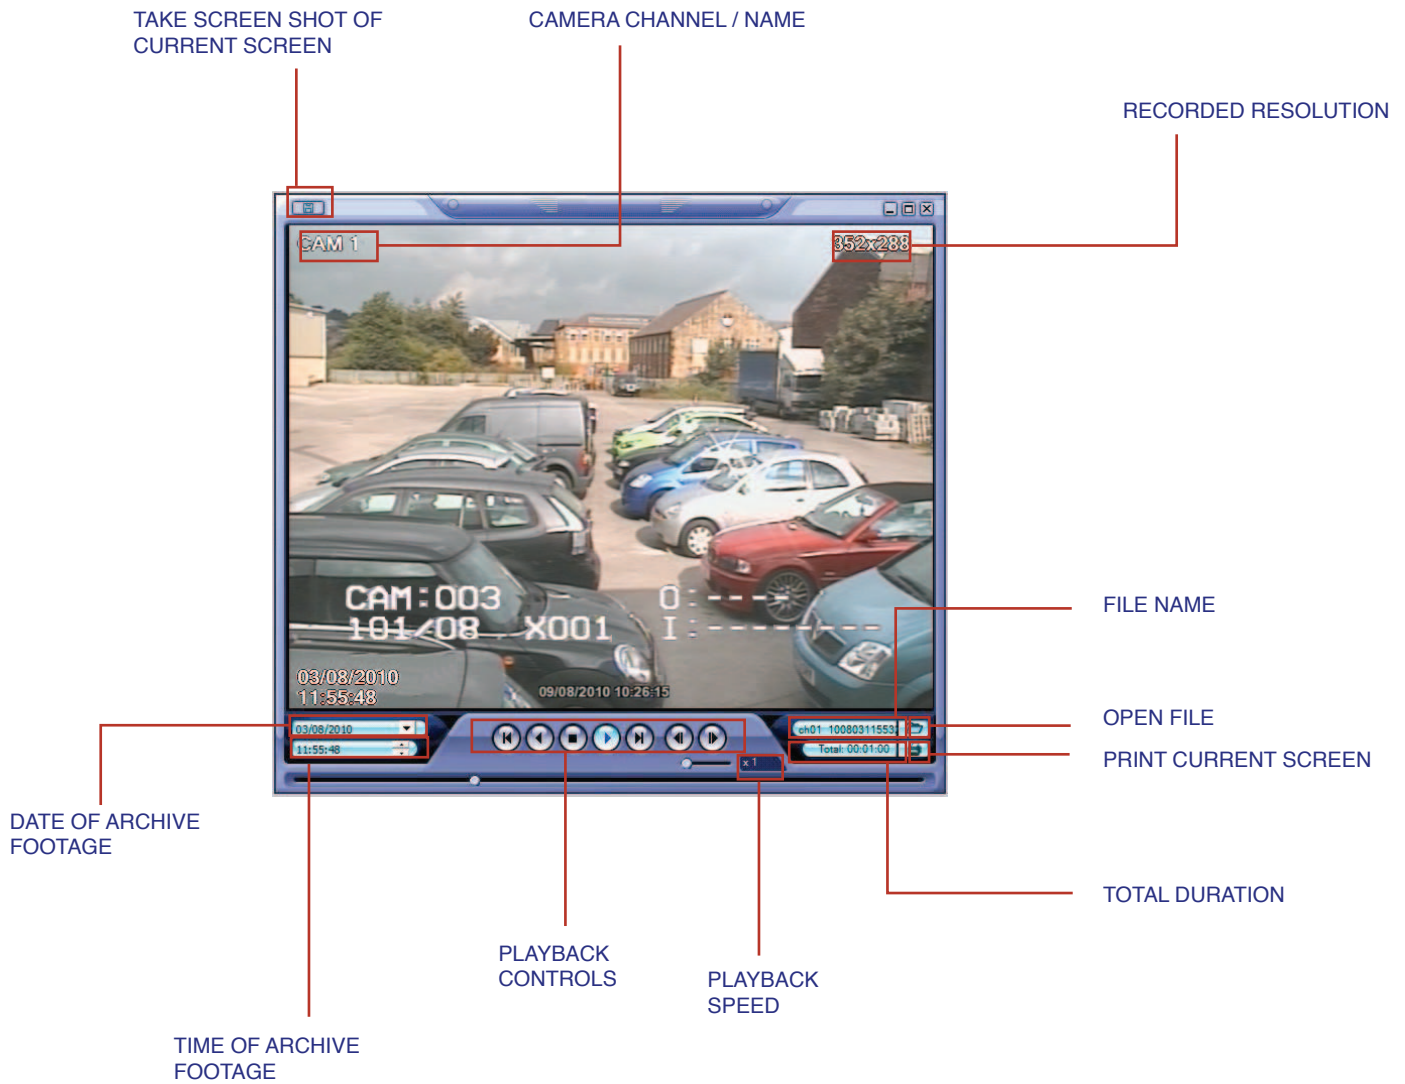 TAKE SCREEN SHOT OF
CURRENT SCREEN
CAMERA CHANNEL / NAME
RECORDED RESOLUTION
CAM 1
352x288
CAM:003
O:----
101/08 X001
I:--------
03/08/2010
11:55:48
09/08/2010 10:26:15
03/08/2010
11:55:48
x 1
ch01_10080311553
Total: 00:01:00
FILE NAME
OPEN FILE
PRINT CURRENT SCREEN
DATE OF ARCHIVE
FOOTAGE
TOTAL DURATION
PLAYBACK
CONTROLS
PLAYBACK
SPEED
TIME OF ARCHIVE
FOOTAGE